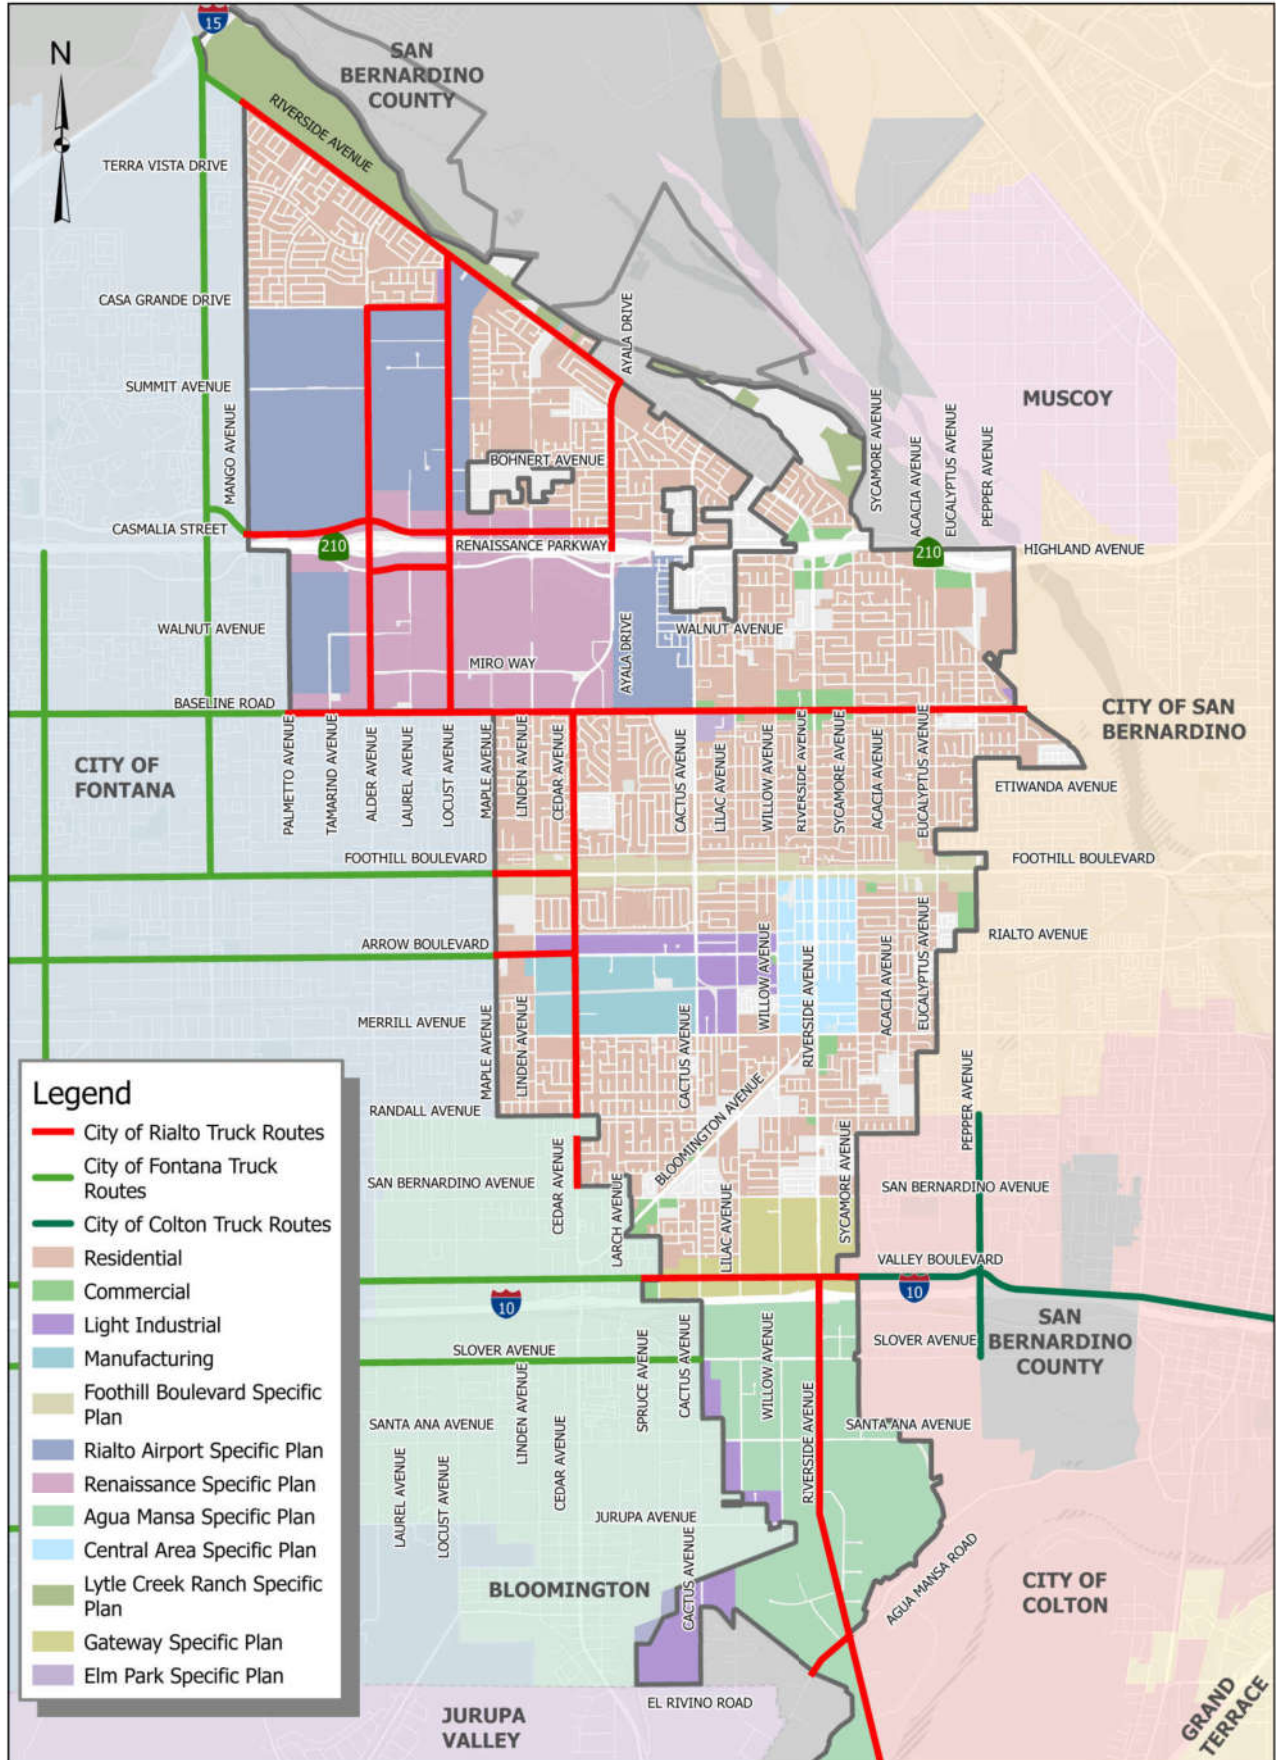 15
N
SAN
BERNARDINO
COUNTY
RIVERSIDE AVENUE
TERRA VISTA DRIVE
CASA GRANDE DRIVE
AYALA DRIVE
SUMMIT AVENUE
MUSCOY
SYCAMORE AVENUE
ACACIA AVENUE
EUCALYPTUS AVENUE
PEPPER AVENUE
MANGO AVENUE
BOHNERT AVENUE
CASMALIA STREET
210
RENAISSANCE PARKWAY
210
HIGHLAND AVENUE
WALNUT AVENUE
WALNUT AVENUE
AYALA DRIVE
MIRO WAY
BASELINE ROAD
CITY OF SAN
BERNARDINO
CITY OF
FONTANA
PALMETTO AVENUE
TAMARIND AVENUE
ALDER AVENUE
LAUREL AVENUE
LOCUST AVENUE
MAPLE AVENUE
LINDEN AVENUE
CEDAR AVENUE
CACTUS AVENUE
LILAC AVENUE
WILLOW AVENUE
RIVERSIDE AVENUE
SYCAMORE AVENUE
ACACIA AVENUE
EUCALYPTUS AVENUE
ETIWANDA AVENUE
FOOTHILL BOULEVARD
FOOTHILL BOULEVARD
ARROW BOULEVARD
RIALTO AVENUE
WILLOW AVENUE
RIVERSIDE AVENUE
ACACIA AVENUE
EUCALYPTUS AVENUE
MERRILL AVENUE
MAPLE AVENUE
LINDEN AVENUE
CACTUS AVENUE
BLOOMINGTON AVENUE
PEPPER AVENUE
RANDALL AVENUE
SAN BERNARDINO AVENUE
CEDAR AVENUE
LARCH AVENUE
LILAC AVENUE
SYCAMORE AVENUE
SAN BERNARDINO AVENUE
VALLEY BOULEVARD
10
10
SAN
BERNARDINO
COUNTY
SLOVER AVENUE
SLOVER AVENUE
LINDEN AVENUE
SPRUCE AVENUE
CACTUS AVENUE
WILLOW AVENUE
RIVERSIDE AVENUE
SANTA ANA AVENUE
SANTA ANA AVENUE
LAUREL AVENUE
LOCUST AVENUE
CEDAR AVENUE
JURUPA AVENUE
CACTUS AVENUE
BLOOMINGTON
AGUA MANSA ROAD
CITY OF
COLTON
EL RIVINO ROAD
JURUPA
VALLEY
GRAND
TERRACE
Legend
City of Rialto Truck Routes
City of Fontana Truck
Routes
City of Colton Truck Routes
Residential
Commercial
Light Industrial
Manufacturing
Foothill Boulevard Specific
Plan
Rialto Airport Specific Plan
Renaissance Specific Plan
Agua Mansa Specific Plan
Central Area Specific Plan
Lytle Creek Ranch Specific
Plan
Gateway Specific Plan
Elm Park Specific Plan